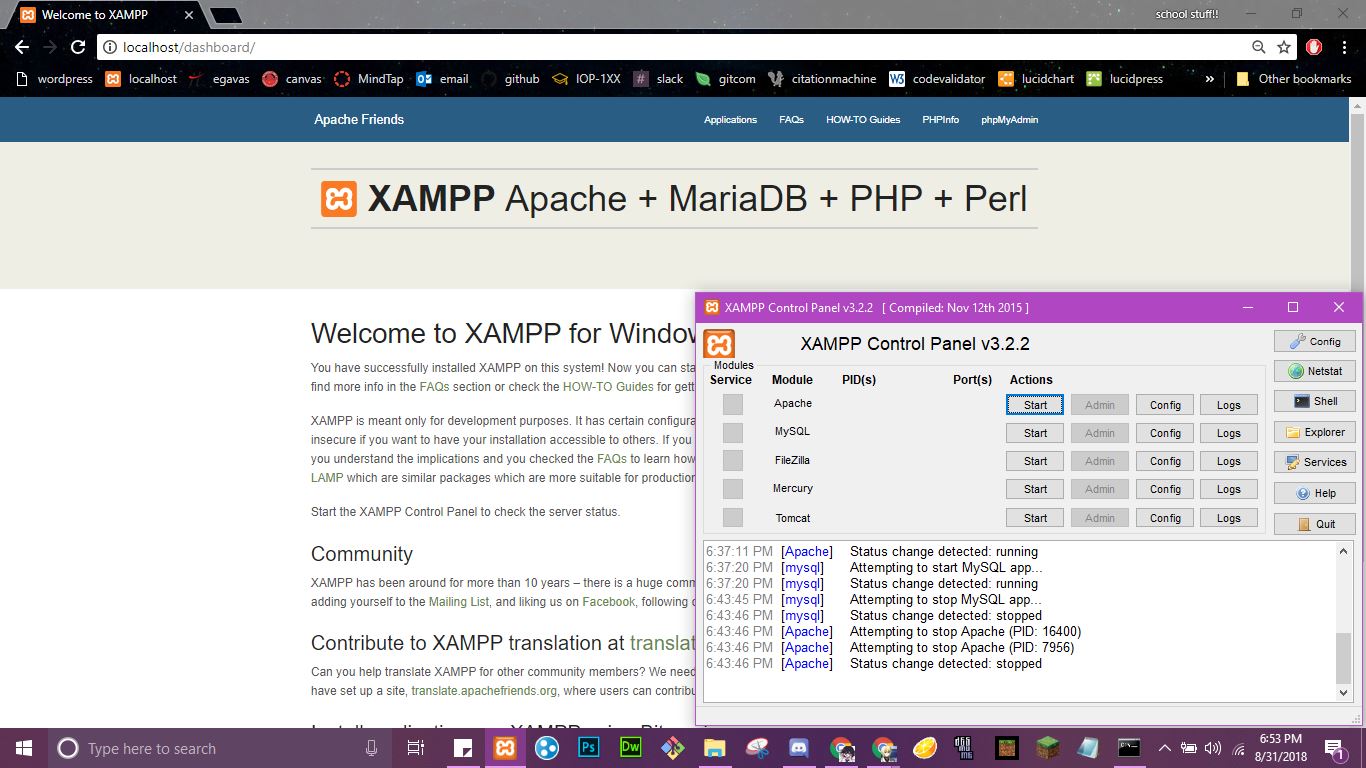 Welcome to XAMPP
school stuff!!
localhost/dashboard/
wordpress localhost egavas canvas MindTap email github IOP-1XX slack gitcom citationmachine codevalidator lucidchart lucidpress » Other bookmarks
Apache Friends Applications FAQs HOW-TO Guides PHPInfo phpMyAdmin
XAMPP Apache + MariaDB + PHP + Perl
Welcome to XAMPP for Window
You have successfully installed XAMPP on this system! Now you can sta
find more info in the FAQs section or check the HOW-TO Guides for gett
XAMPP is meant only for development purposes. It has certain configura
insecure if you want to have your installation accessible to others. If you
you understand the implications and you checked the FAQs to learn how
LAMP which are similar packages which are more suitable for production
Start the XAMPP Control Panel to check the server status.
Community
XAMPP has been around for more than 10 years – there is a huge comm
adding yourself to the Mailing List, and liking us on Facebook, following
Contribute to XAMPP translation at translat
Can you help translate XAMPP for other community members? We need
have set up a site, translate.apachefriends.org, where users can contribu
XAMPP Control Panel v3.2.2 [ Compiled: Nov 12th 2015 ]
XAMPP Control Panel v3.2.2
Modules
Service Module PID(s) Port(s) Actions
Apache Start Admin Config Logs
MySQL Start Admin Config Logs
FileZilla Start Admin Config Logs
Mercury Start Admin Config Logs
Tomcat Start Admin Config Logs
Config
Netstat
Shell
Explorer
Services
Help
Quit
6:37:11 PM [Apache] Status change detected: running
6:37:20 PM [mysql] Attempting to start MySQL app...
6:37:20 PM [mysql] Status change detected: running
6:43:45 PM [mysql] Attempting to stop MySQL app...
6:43:46 PM [mysql] Status change detected: stopped
6:43:46 PM [Apache] Attempting to stop Apache (PID: 16400)
6:43:46 PM [Apache] Attempting to stop Apache (PID: 7956)
6:43:46 PM [Apache] Status change detected: stopped
Type here to search
Ps
Dw
6:53 PM
8/31/2018
1